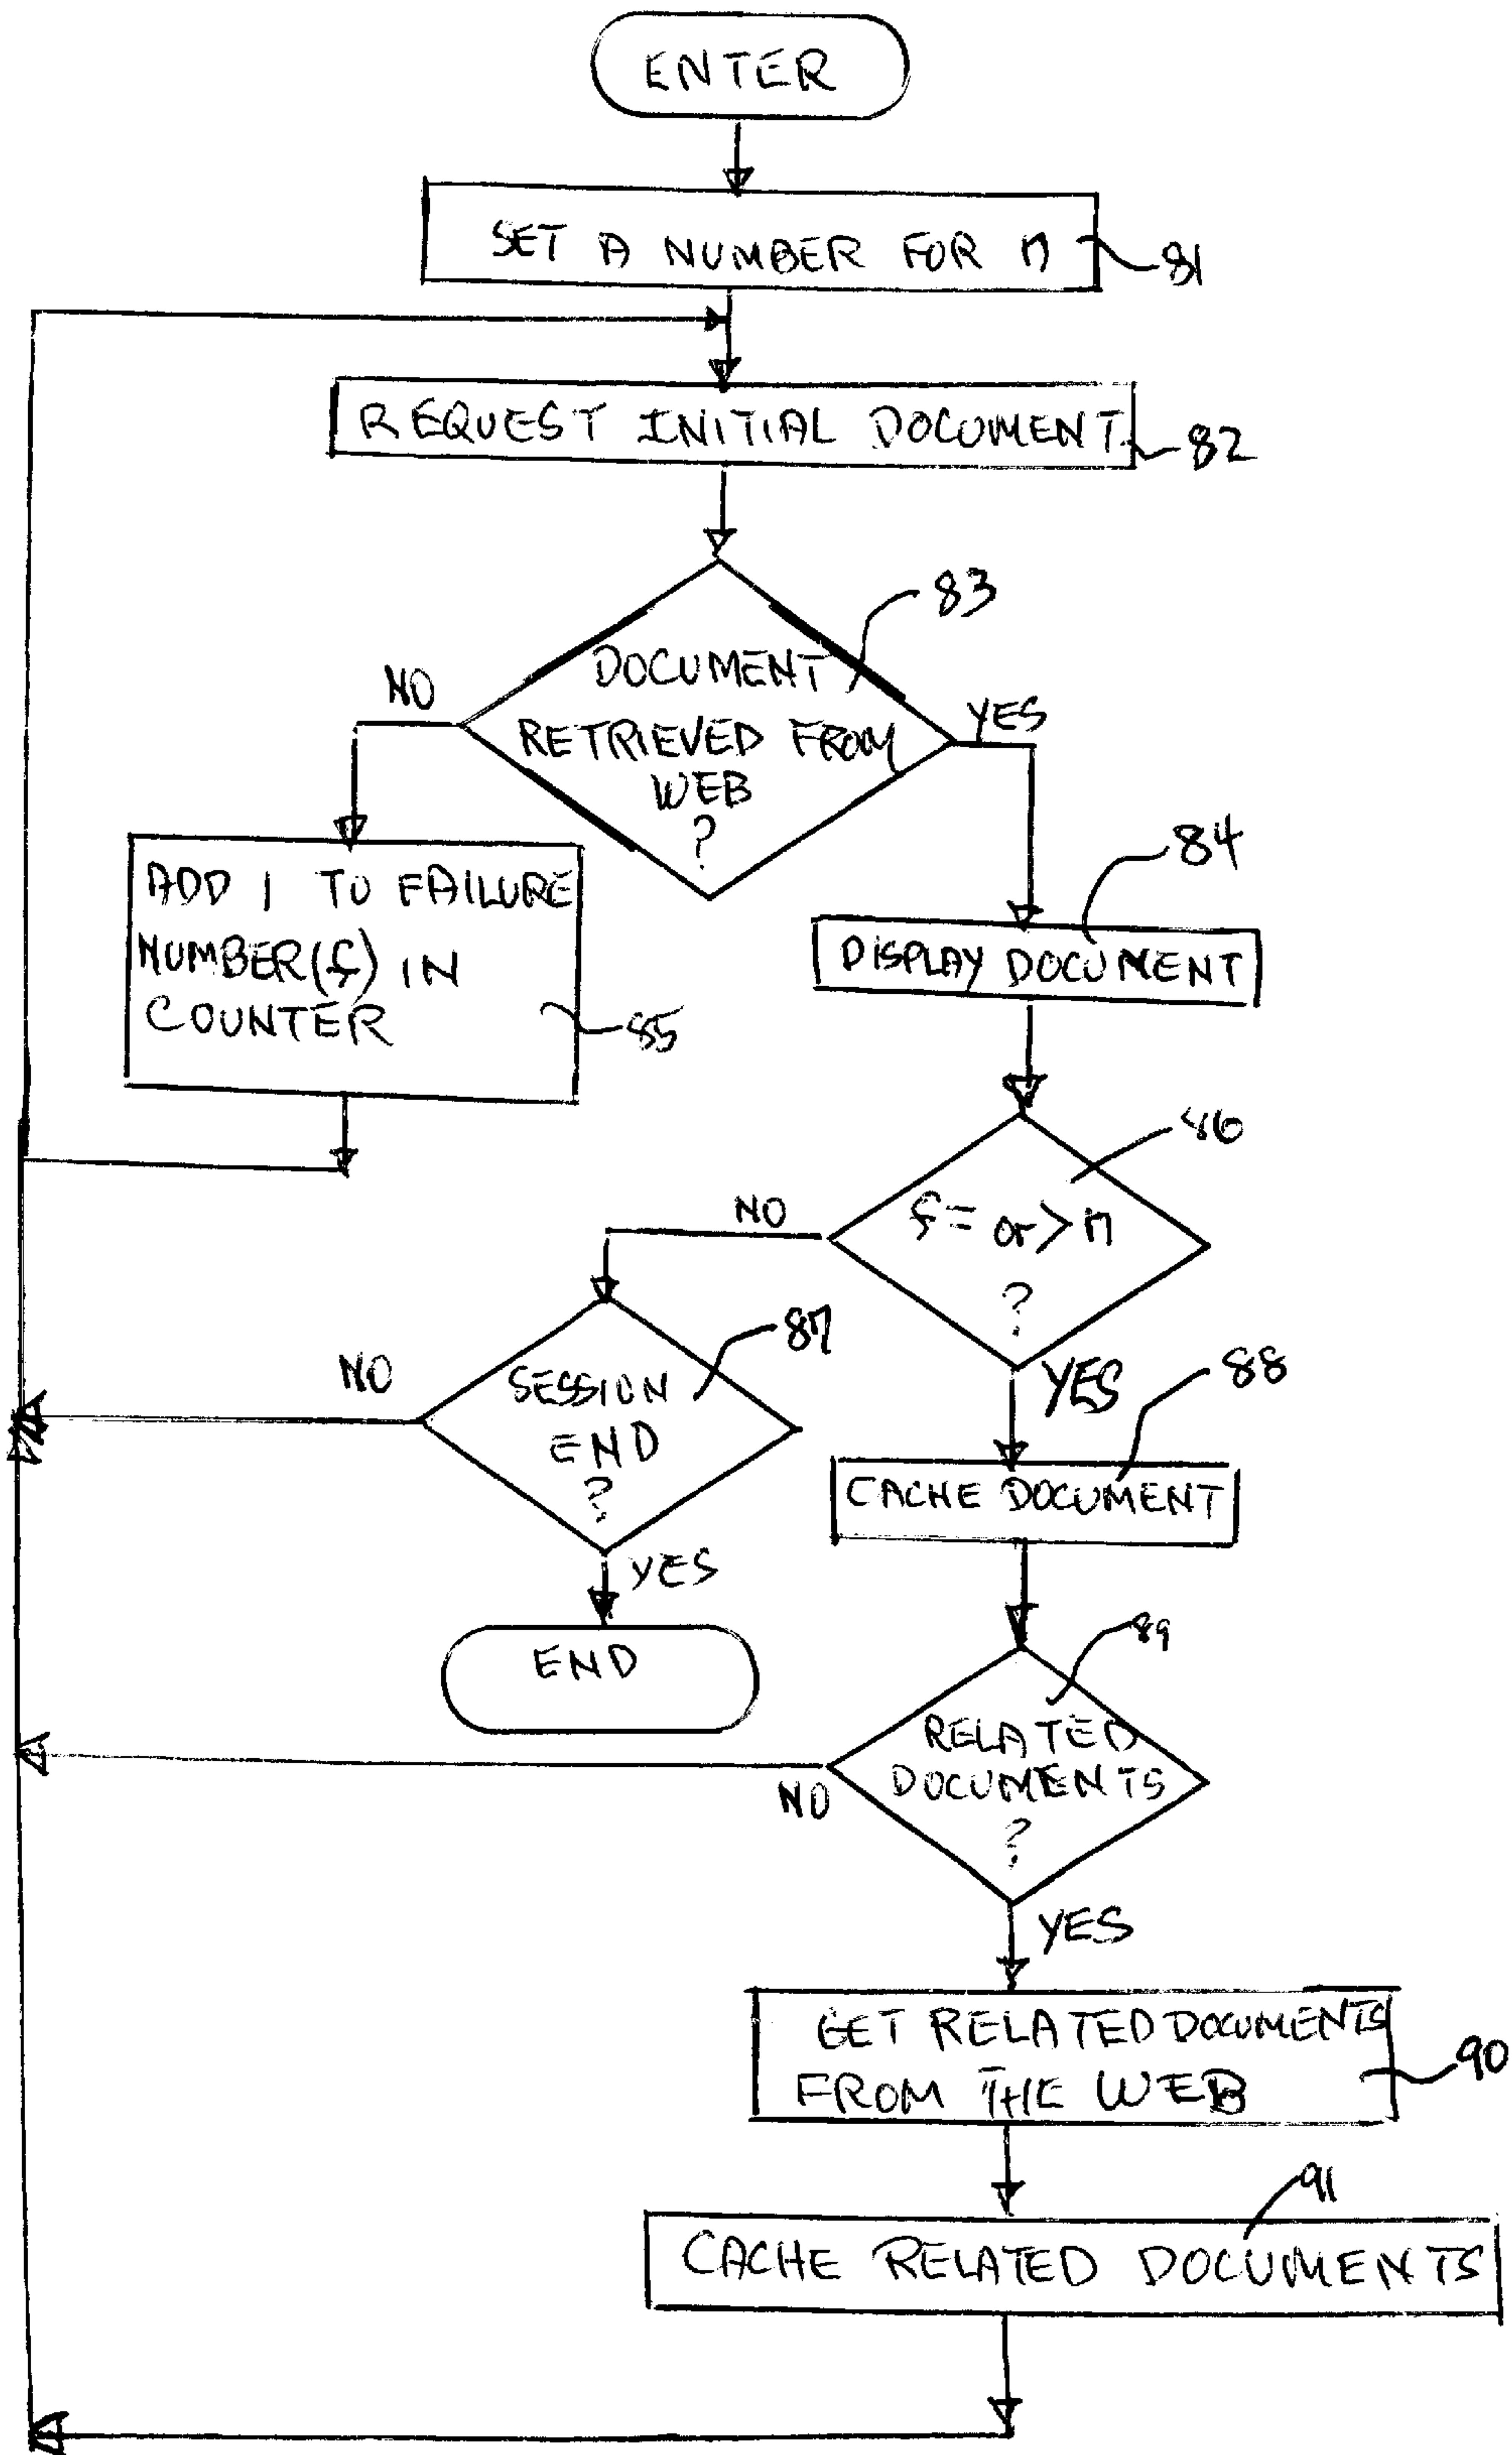 ENTER
SET A NUMBER FOR n
81
REQUEST INITIAL DOCUMENT
82
83
DOCUMENT
RETRIEVED FROM
WEB
?
NO
YES
ADD 1 TO FAILURE
NUMBER(f) IN
COUNTER
85
84
DISPLAY DOCUMENT
86
f= or > n
?
NO
YES
87
SESSION
END
?
NO
YES
END
88
CACHE DOCUMENT
89
RELATED
DOCUMENTS
?
NO
YES
GET RELATED DOCUMENTS
FROM THE WEB
90
91
CACHE RELATED DOCUMENTS